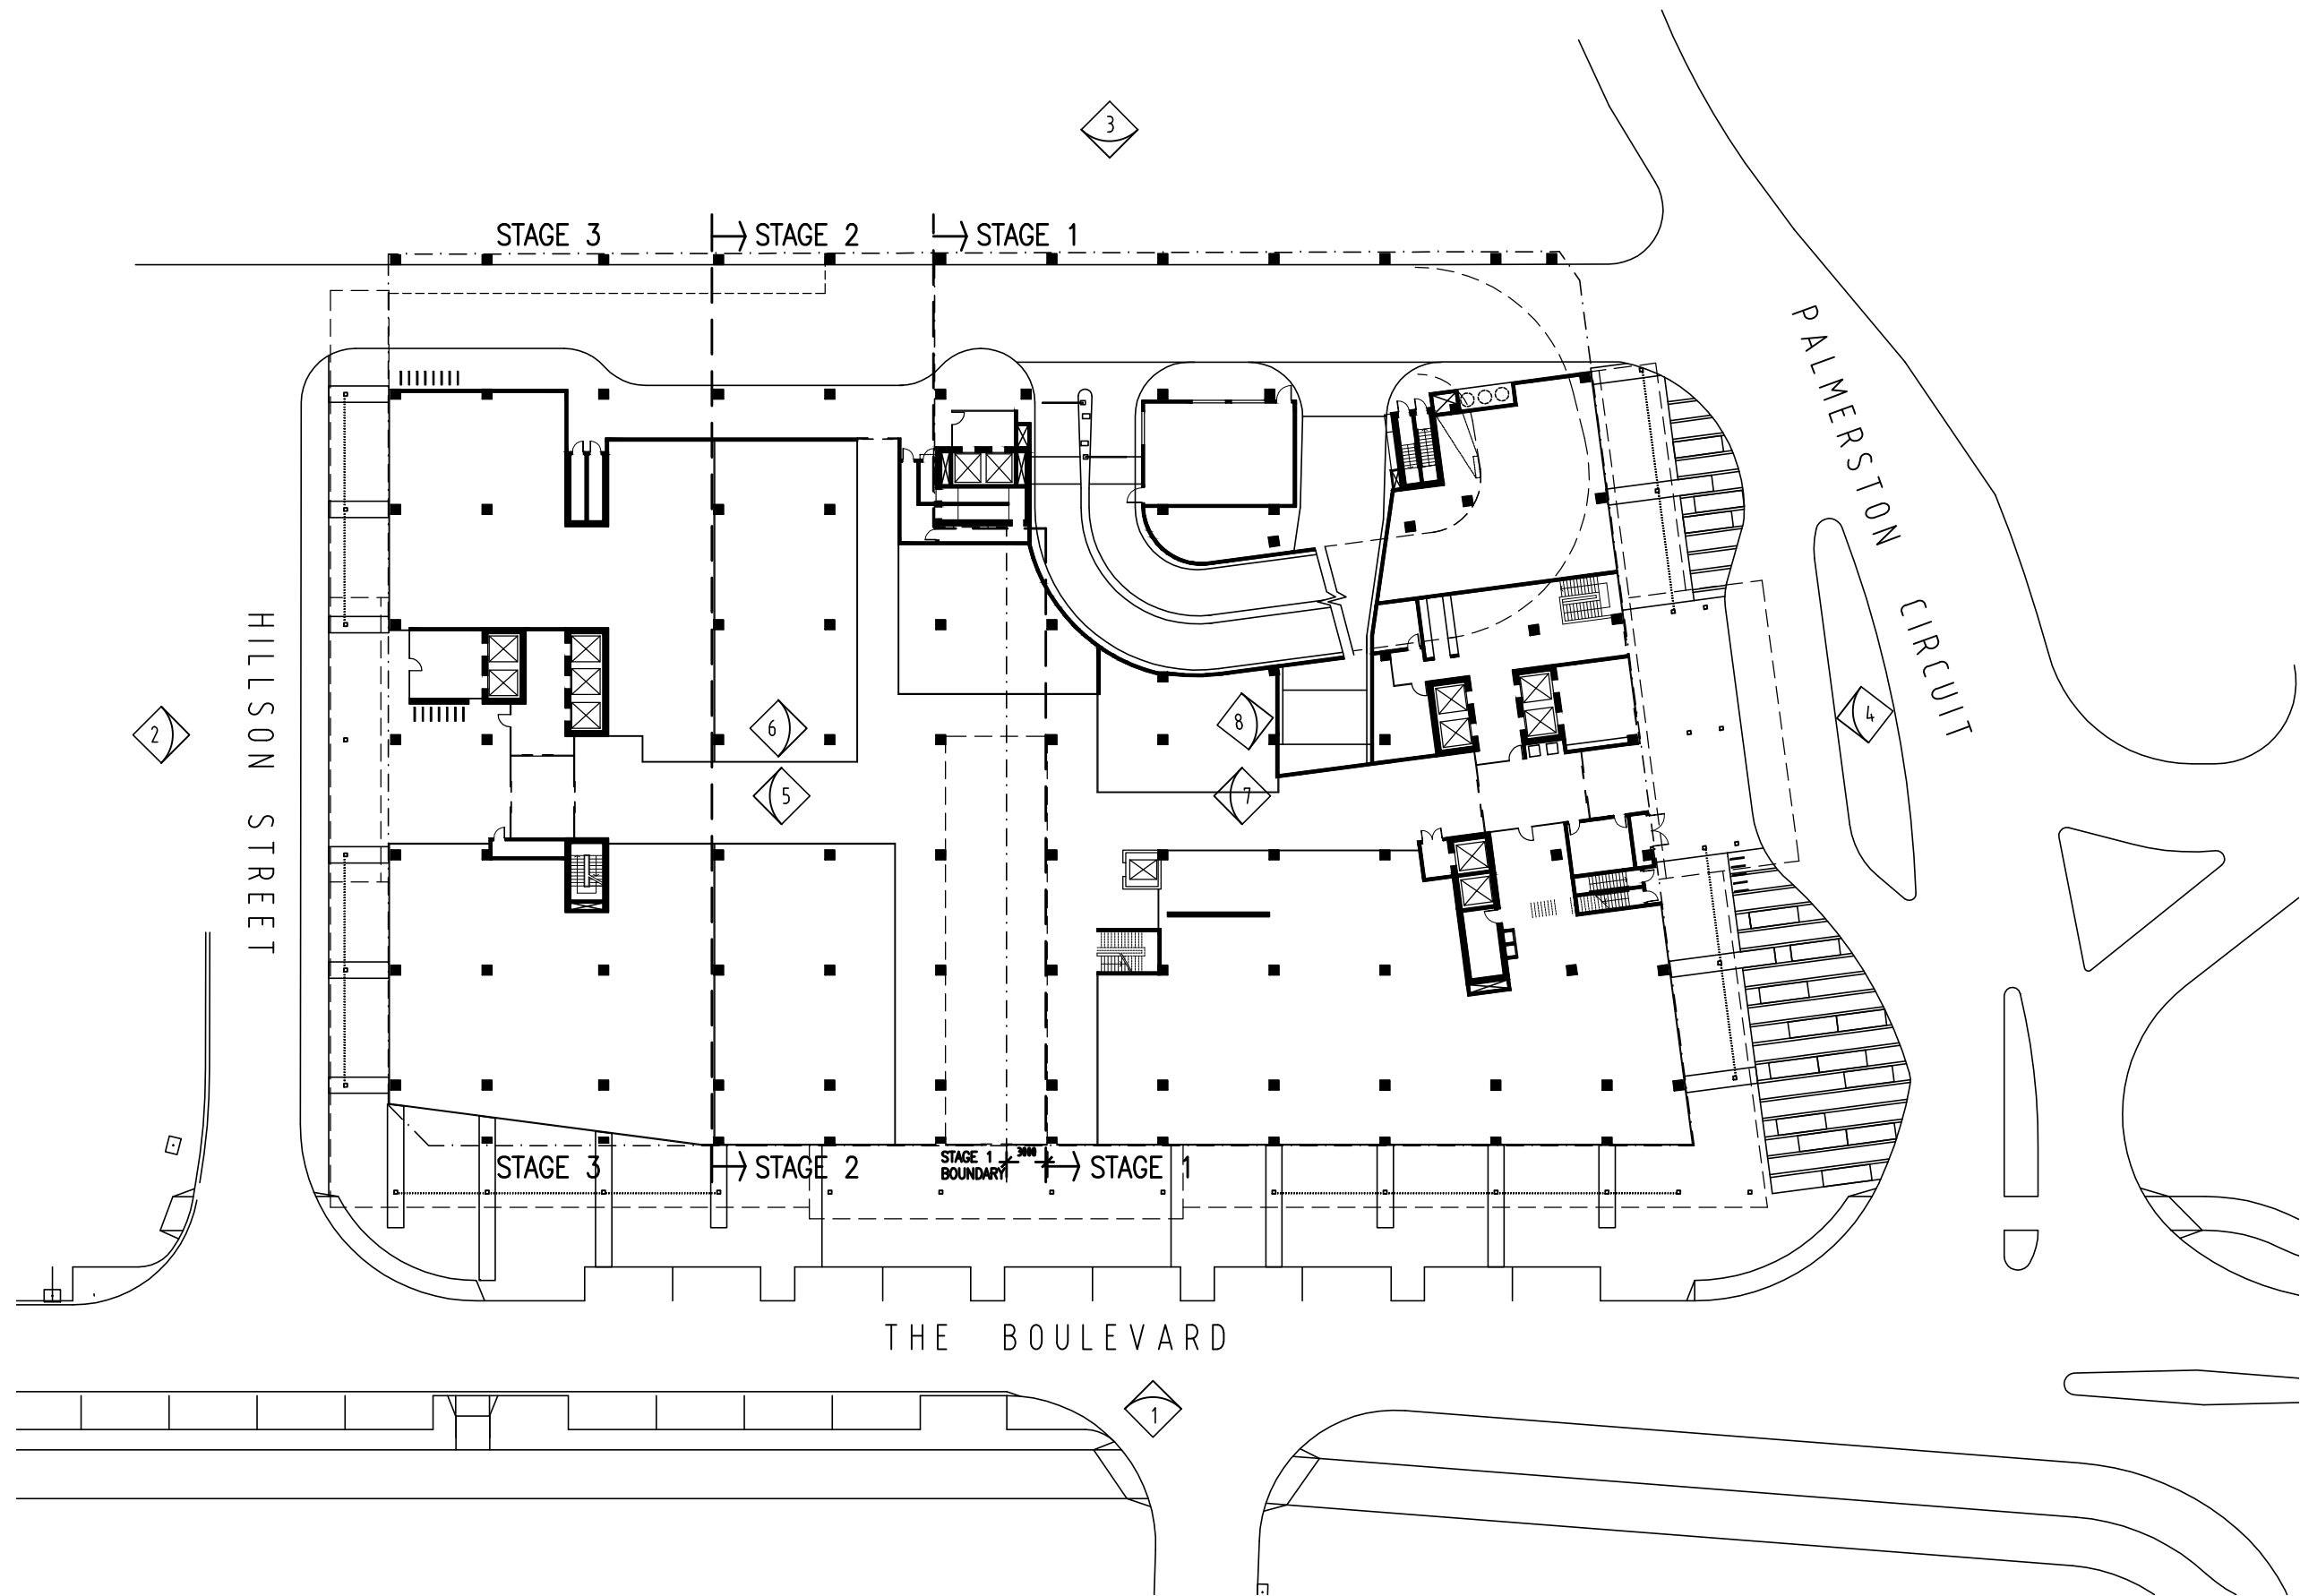 3
STAGE 3
STAGE 2
STAGE 1
PALMERSTON CIRCUIT
HILLSON STREET
2
6
8
4
5
7
STAGE 3
STAGE 2
STAGE 1
BOUNDARY
3000
STAGE 1
THE BOULEVARD
1